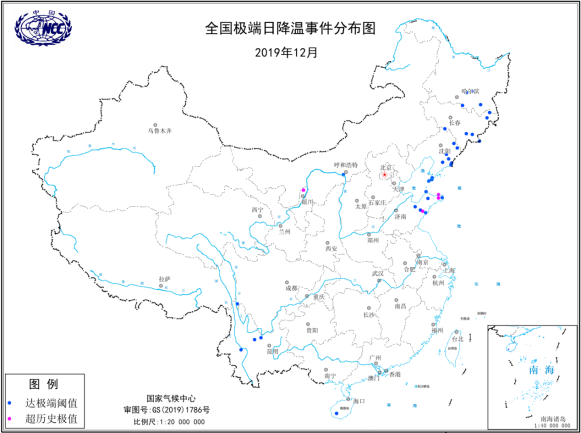 中国
NCC
全国极端日降温事件分布图
2019年12月
哈尔滨
乌鲁木齐
长春
沈阳
呼和浩特
北京
天津
银川
石家庄
太原
西宁
济南
兰州
郑州
西安
拉萨
南京
合肥
上海
成都
武汉
杭州
重庆
南昌
长沙
贵阳
福州
昆明
台北
广州
南宁
香港
澳门
海口
南海
图 例
达极端阈值
超历史极值
国家气候中心
审图号:GS(2019)1786号
比例尺:1:20 000 000
南海诸岛
1:40 000 000